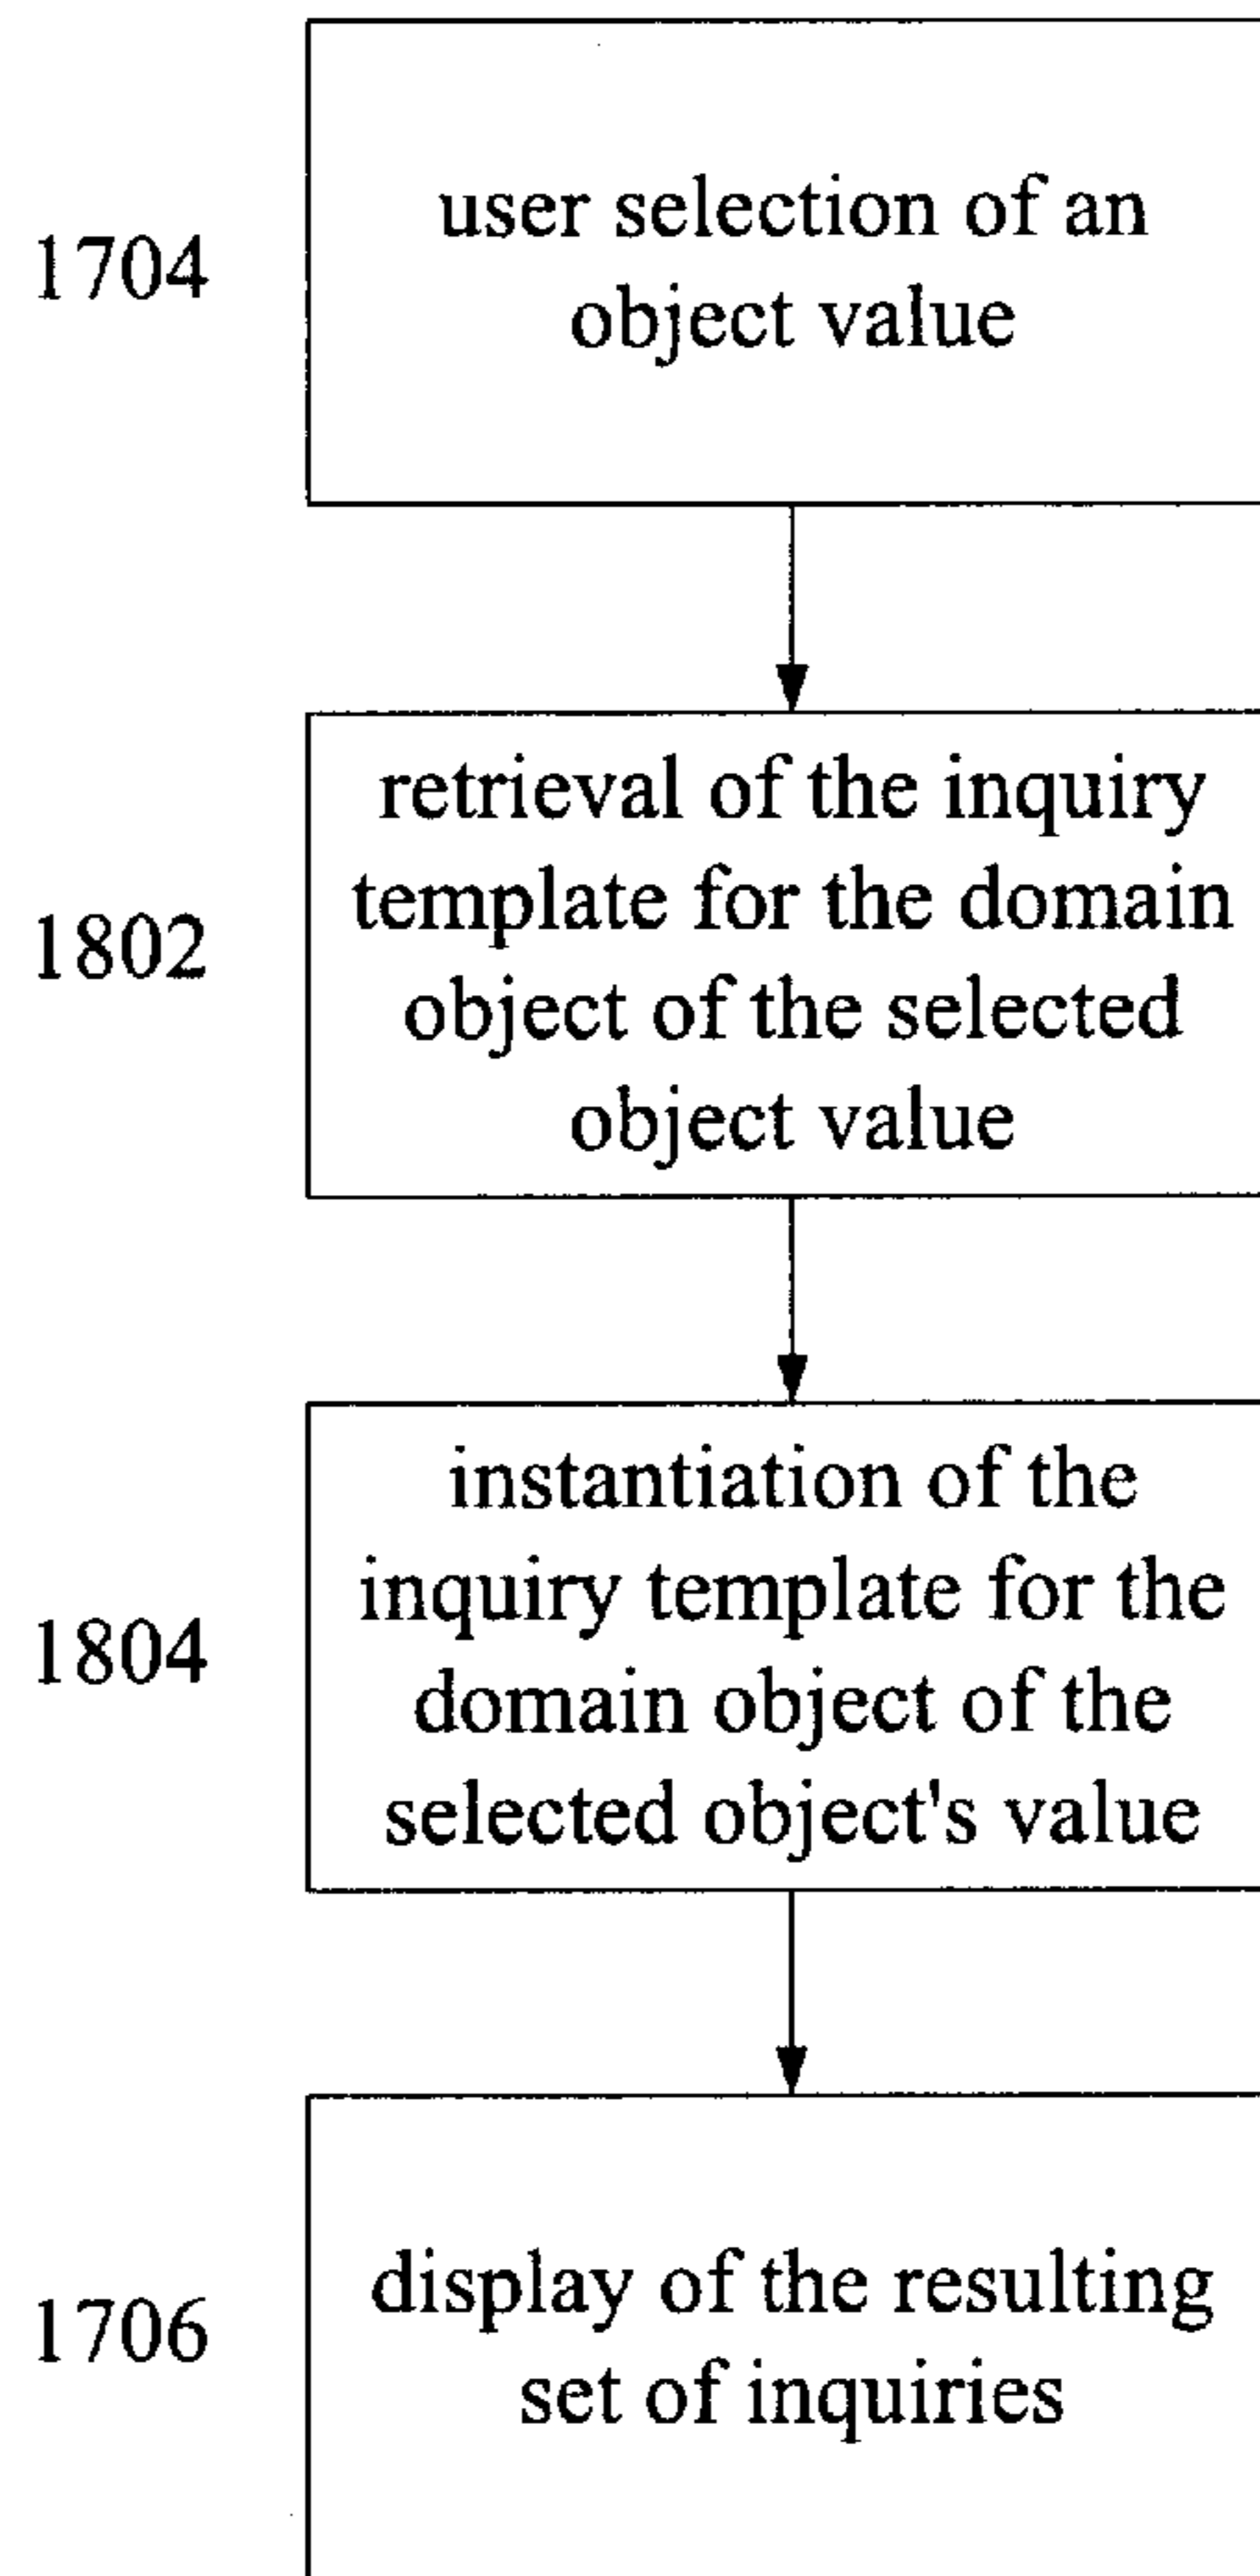 1704
user selection of an
object value
1802
retrieval of the inquiry
template for the domain
object of the selected
object value
1804
instantiation of the
inquiry template for the
domain object of the
selected object's value
1706
display of the resulting
set of inquiries